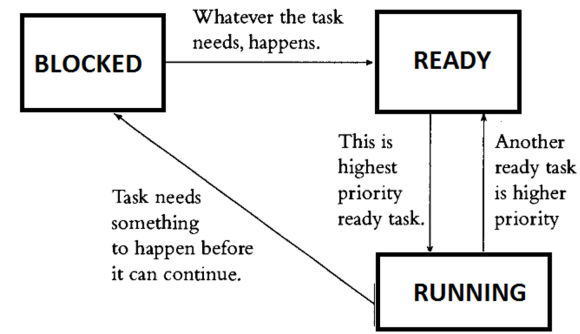 Whatever the task
needs, happens.
BLOCKED
READY
This is
highest
priority
ready task.
Another
ready task
is higher
priority
Task needs
something
to happen before
it can continue.
RUNNING